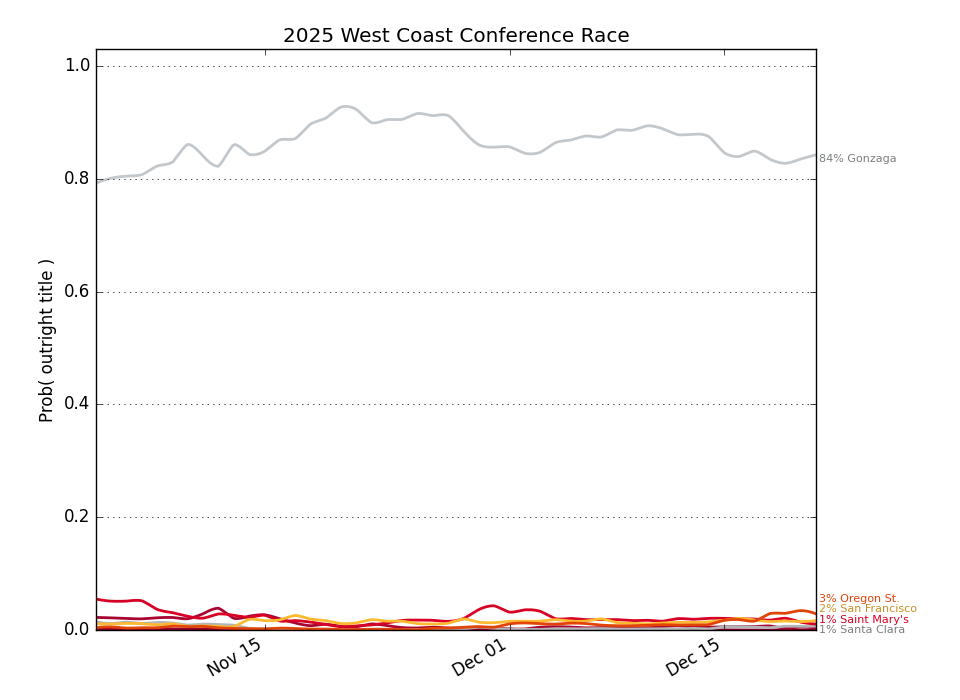 2025 West Coast Conference Race
Prob( outright title )
1.0
0.8
0.6
0.4
0.2
0.0
Nov 15
Dec 01
Dec 15
84% Gonzaga
3% Oregon St.
2% San Francisco
1% Saint Mary's
1% Santa Clara